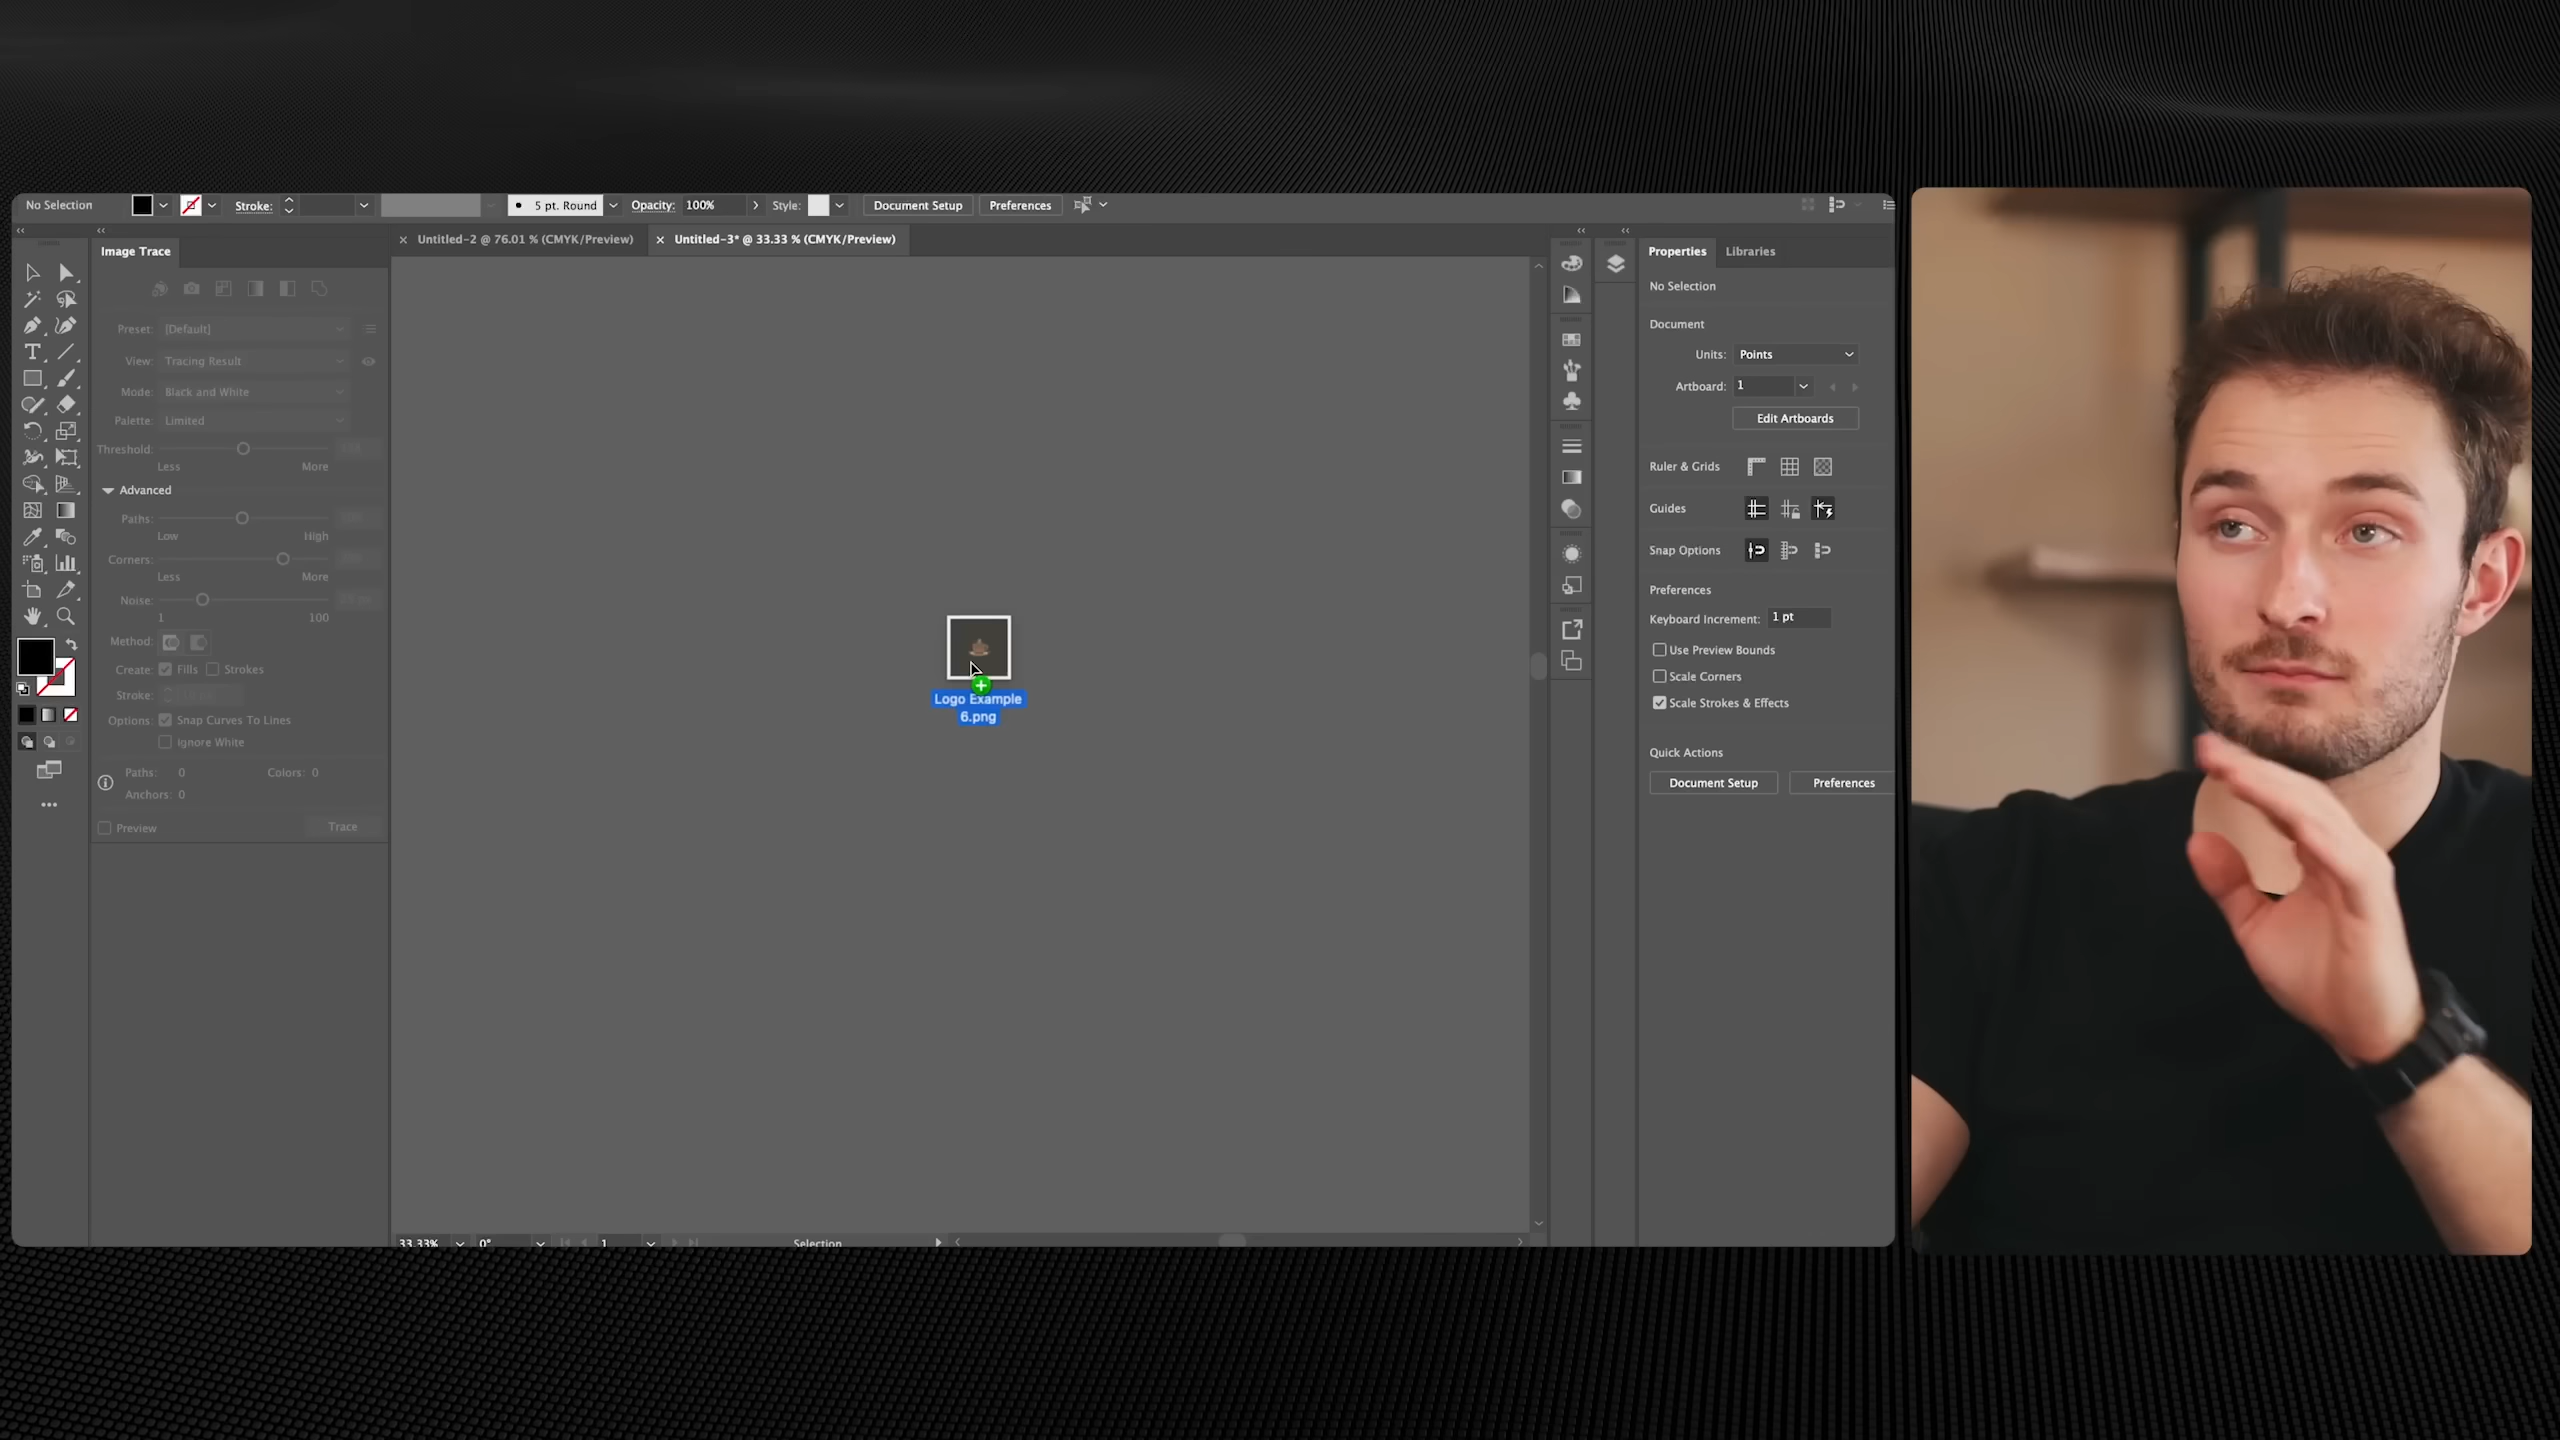 No Selection
Stroke:
5 pt. Round
Opacity:
100%
Style:
Document Setup
Preferences
Image Trace
Untitled-2 @ 76.01 % (CMYK/Preview)
Untitled-3* @ 33.33 % (CMYK/Preview)
Preset:
[Default]
View:
Tracing Result
Mode:
Black and White
Palette:
Limited
Threshold:
Less
More
Advanced
Paths:
Low
High
Corners:
Less
More
Noise:
1
100
Method:
Create:
Fills
Strokes
Stroke:
Options:
Snap Curves To Lines
Ignore White
Paths: 0
Colors: 0
Anchors: 0
Preview
Trace
Logo Example
6.png
33.33%
0°
1
Selection
Properties
Libraries
No Selection
Document
Units:
Points
Artboard:
1
Edit Artboards
Ruler & Grids
Guides
Snap Options
Preferences
Keyboard Increment:
1 pt
Use Preview Bounds
Scale Corners
Scale Strokes & Effects
Quick Actions
Document Setup
Preferences